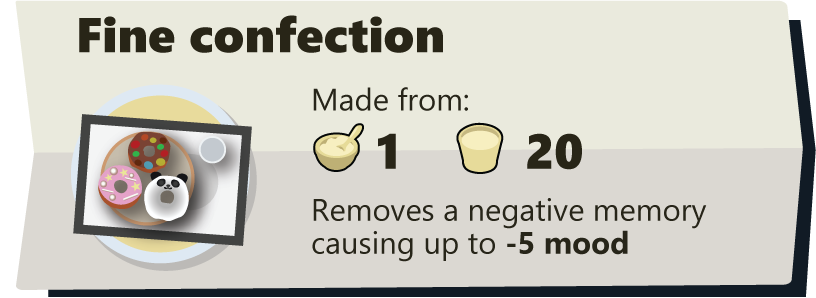 Fine confection
Made from:
1 20
Removes a negative memory
causing up to -5 mood